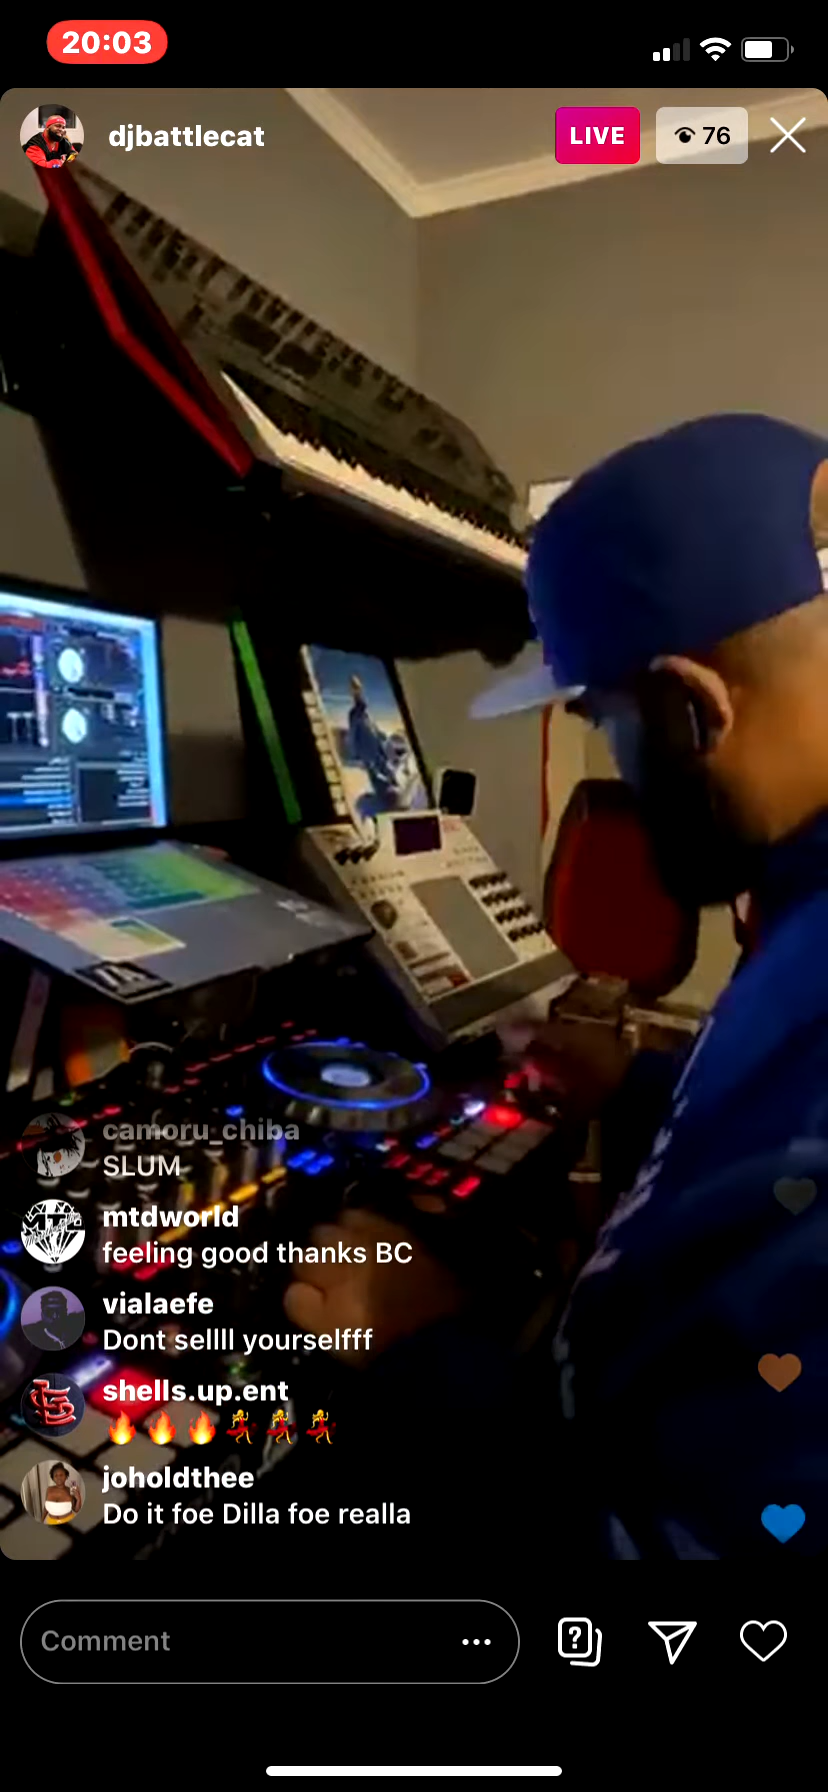 20:03
djbattlecat
LIVE
76
camoru_chiba
SLUM
mtdworld
feeling good thanks BC
vialaefe
Dont sellll yourselfff
shells.up.ent
🔥🔥🔥💃💃💃
joholdthee
Do it foe Dilla foe realla
Comment